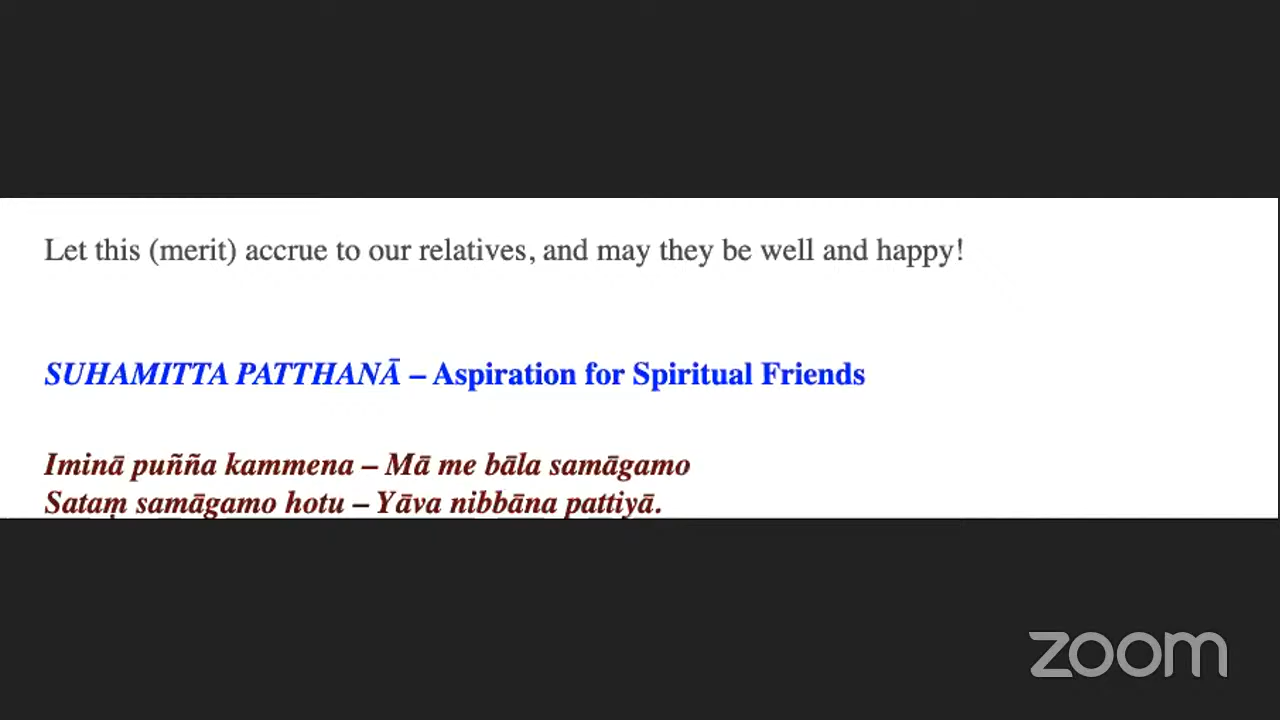 Let this (merit) accrue to our relatives, and may they be well and happy!
SUHAMITTA PATTHANĀ – Aspiration for Spiritual Friends
Iminā puñña kammena – Mā me bāla samāgamo
Sataṃ samāgamo hotu – Yāva nibbāna pattiyā.
zoom